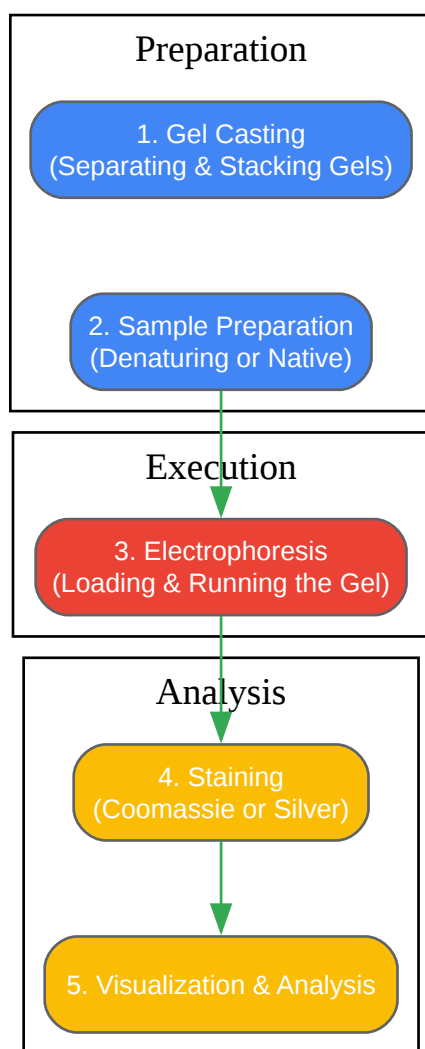 Preparation
1. Gel Casting
(Separating & Stacking Gels)
2. Sample Preparation
(Denaturing or Native)
Execution
3. Electrophoresis
(Loading & Running the Gel)
Analysis
4. Staining
(Coomassie or Silver)
5. Visualization & Analysis